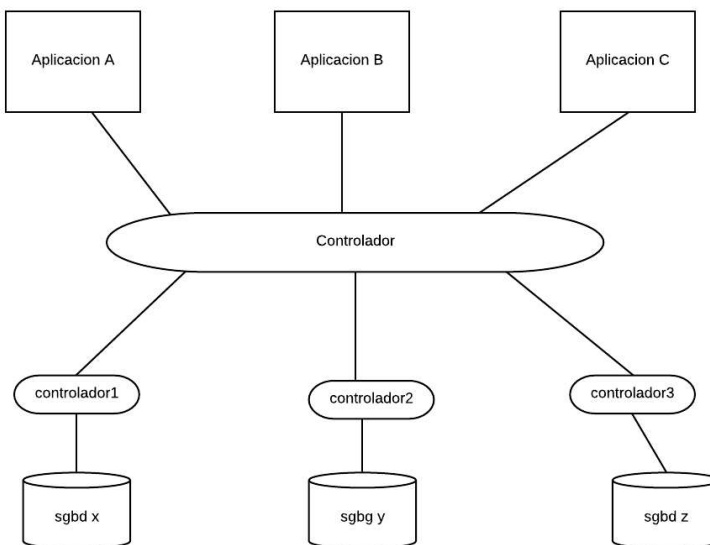 Aplicacion A
Aplicacion B
Aplicacion C
Controlador
controlador1
controlador2
controlador3
sgbd x
sgbg y
sgbd z